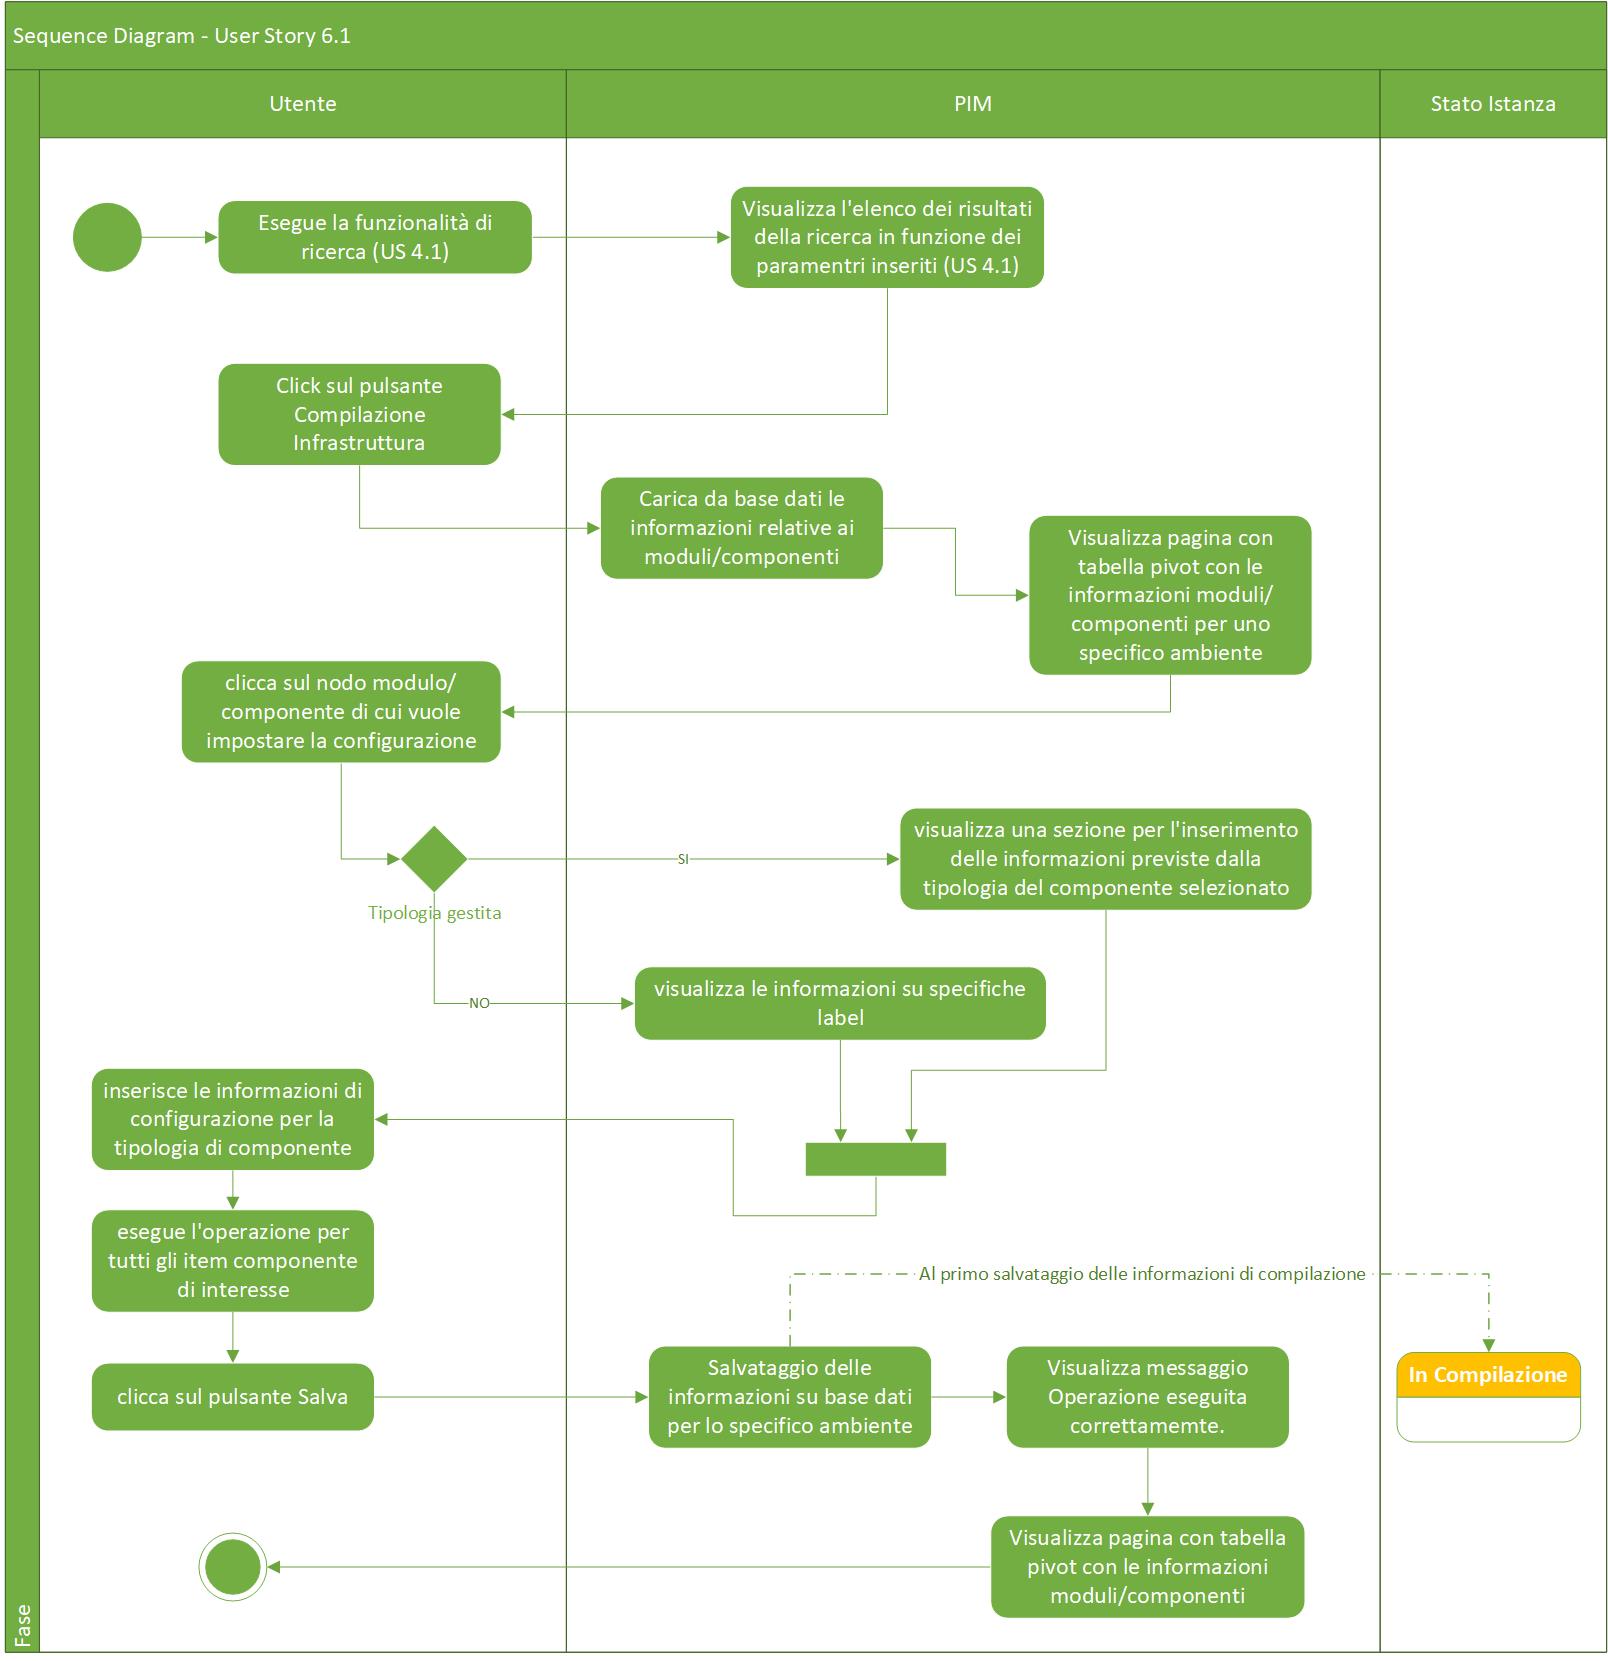 Sequence Diagram - User Story 6.1
Utente
PIM
Stato Istanza
Esegue la funzionalità di
ricerca (US 4.1)
Visualizza l'elenco dei risultati
della ricerca in funzione dei
paramentri inseriti (US 4.1)
Click sul pulsante
Compilazione
Infrastruttura
Carica da base dati le
informazioni relative ai
moduli/componenti
Visualizza pagina con
tabella pivot con le
informazioni moduli/
componenti per uno
specifico ambiente
clicca sul nodo modulo/
componente di cui vuole
impostare la configurazione
Tipologia gestita
SI
visualizza una sezione per l'inserimento
delle informazioni previste dalla
tipologia del componente selezionato
NO
visualizza le informazioni su specifiche
label
inserisce le informazioni di
configurazione per la
tipologia di componente
esegue l'operazione per
tutti gli item componente
di interesse
Al primo salvataggio delle informazioni di compilazione
clicca sul pulsante Salva
Salvataggio delle
informazioni su base dati
per lo specifico ambiente
Visualizza messaggio
Operazione eseguita
correttamemte.
In Compilazione
Visualizza pagina con tabella
pivot con le informazioni
moduli/componenti
Fase